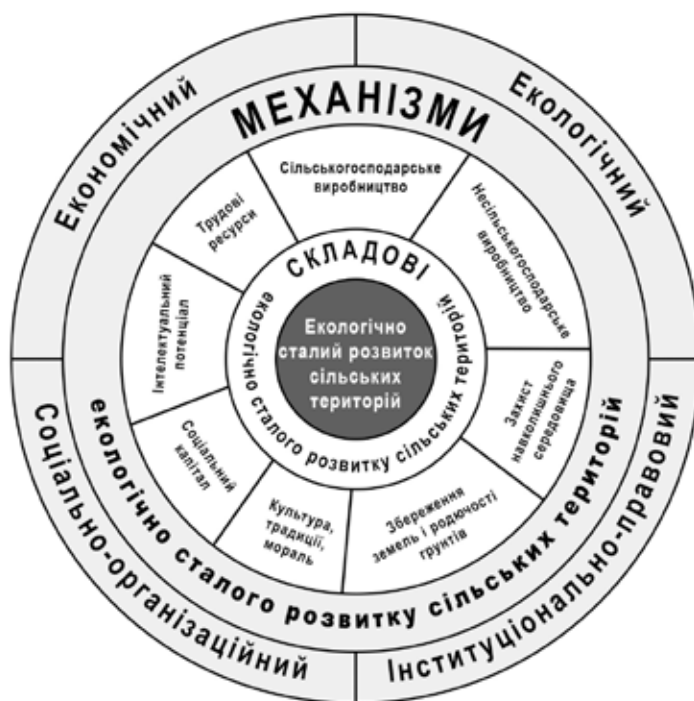 Економічний
Екологічний
МЕХАНІЗМИ
екологічно сталого розвитку сільських територій
Соціально-організаційний
Інституціонально-правовий
Сільськогосподарське
виробництво
Несільськогосподарське
виробництво
Захист
навколишнього
середовища
Збереження
земель і родючості
грунтів
Культура,
традиції,
мораль
Соціальний
капітал
Інтелектуальний
потенціал
Трудові
ресурси
СКЛАДОВІ
екологічно сталого розвитку сільських територій
Екологічно
сталий розвиток
сільських
територій